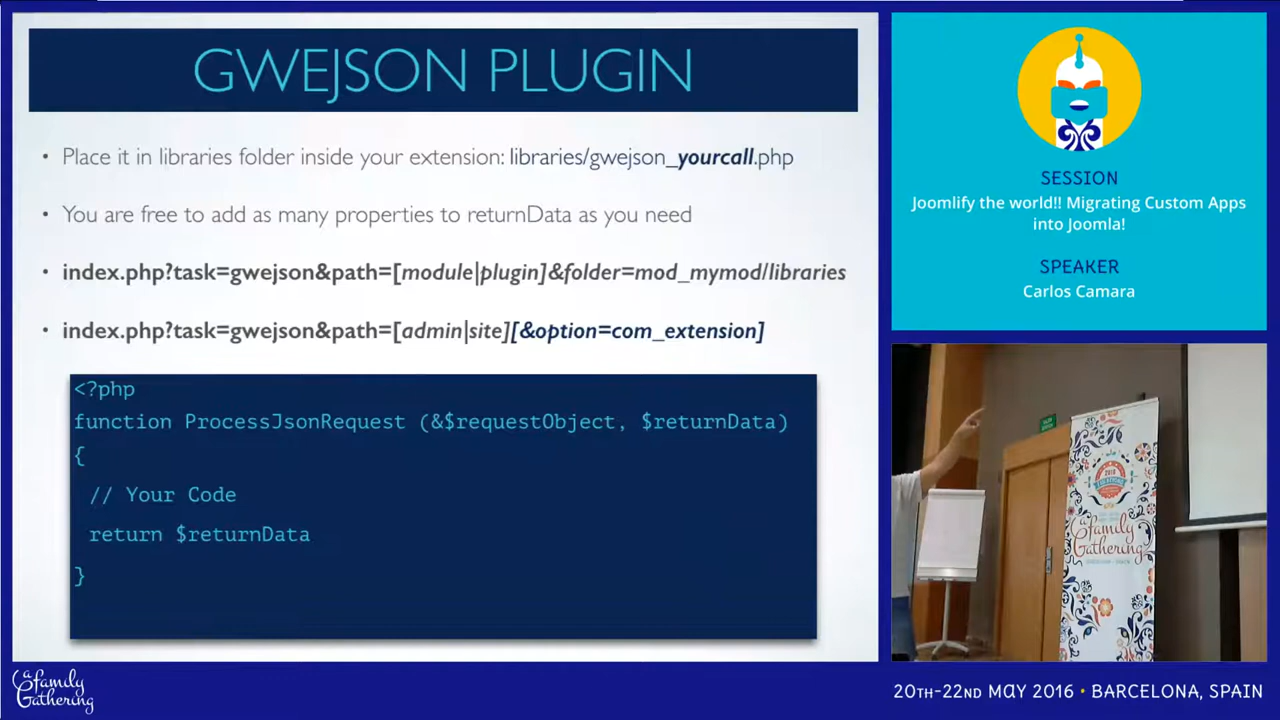 GWEJSON PLUGIN
• Place it in libraries folder inside your extension: libraries/gwejson_yourcall.php
• You are free to add as many properties to returnData as you need
• index.php?task=gwejson&path=[module|plugin]&folder=mod_mymod/libraries
• index.php?task=gwejson&path=[admin|site][&option=com_extension]
<?php
function ProcessJsonRequest (&$requestObject, $returnData)
{
// Your Code
return $returnData
}
SESSION
Joomlify the world!! Migrating Custom Apps
into Joomla!
SPEAKER
Carlos Camara
a
Family
Gathering
a
Family
Gathering
20TH-22ND MAY 2016 • BARCELONA, SPAIN